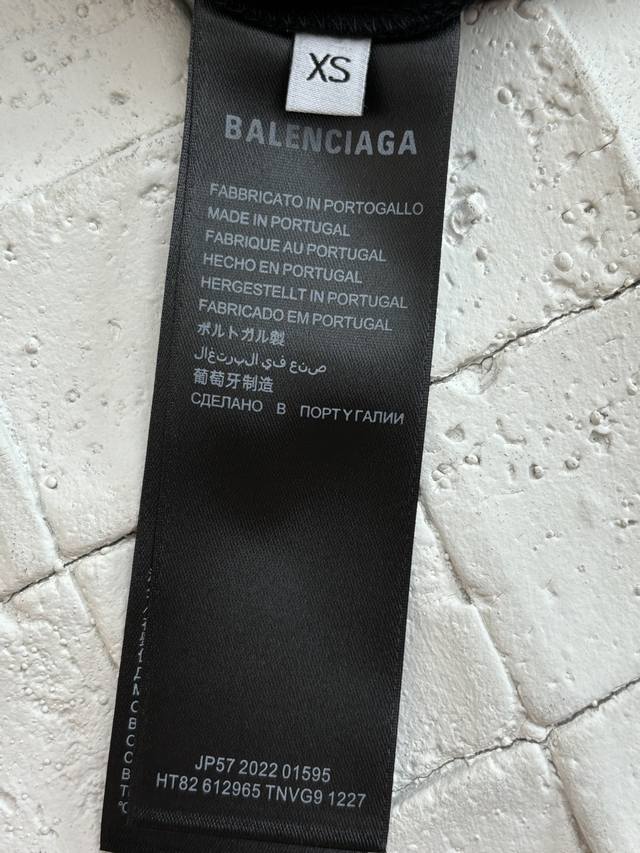 XS
BALENCIAGA
FABBRICATO IN PORTOGALLO
MADE IN PORTUGAL
FABRIQUE AU PORTUGAL
HECHO EN PORTUGAL
HERGESTELLT IN PORTUGAL
FABRICADO EM PORTUGAL
ポルトガル製
صنع في البرتغال
葡萄牙制造
СДЕЛАНО В ПОРТУГАЛИИ
JP57 2022 01595
HT82 612965 TNVG9 1227